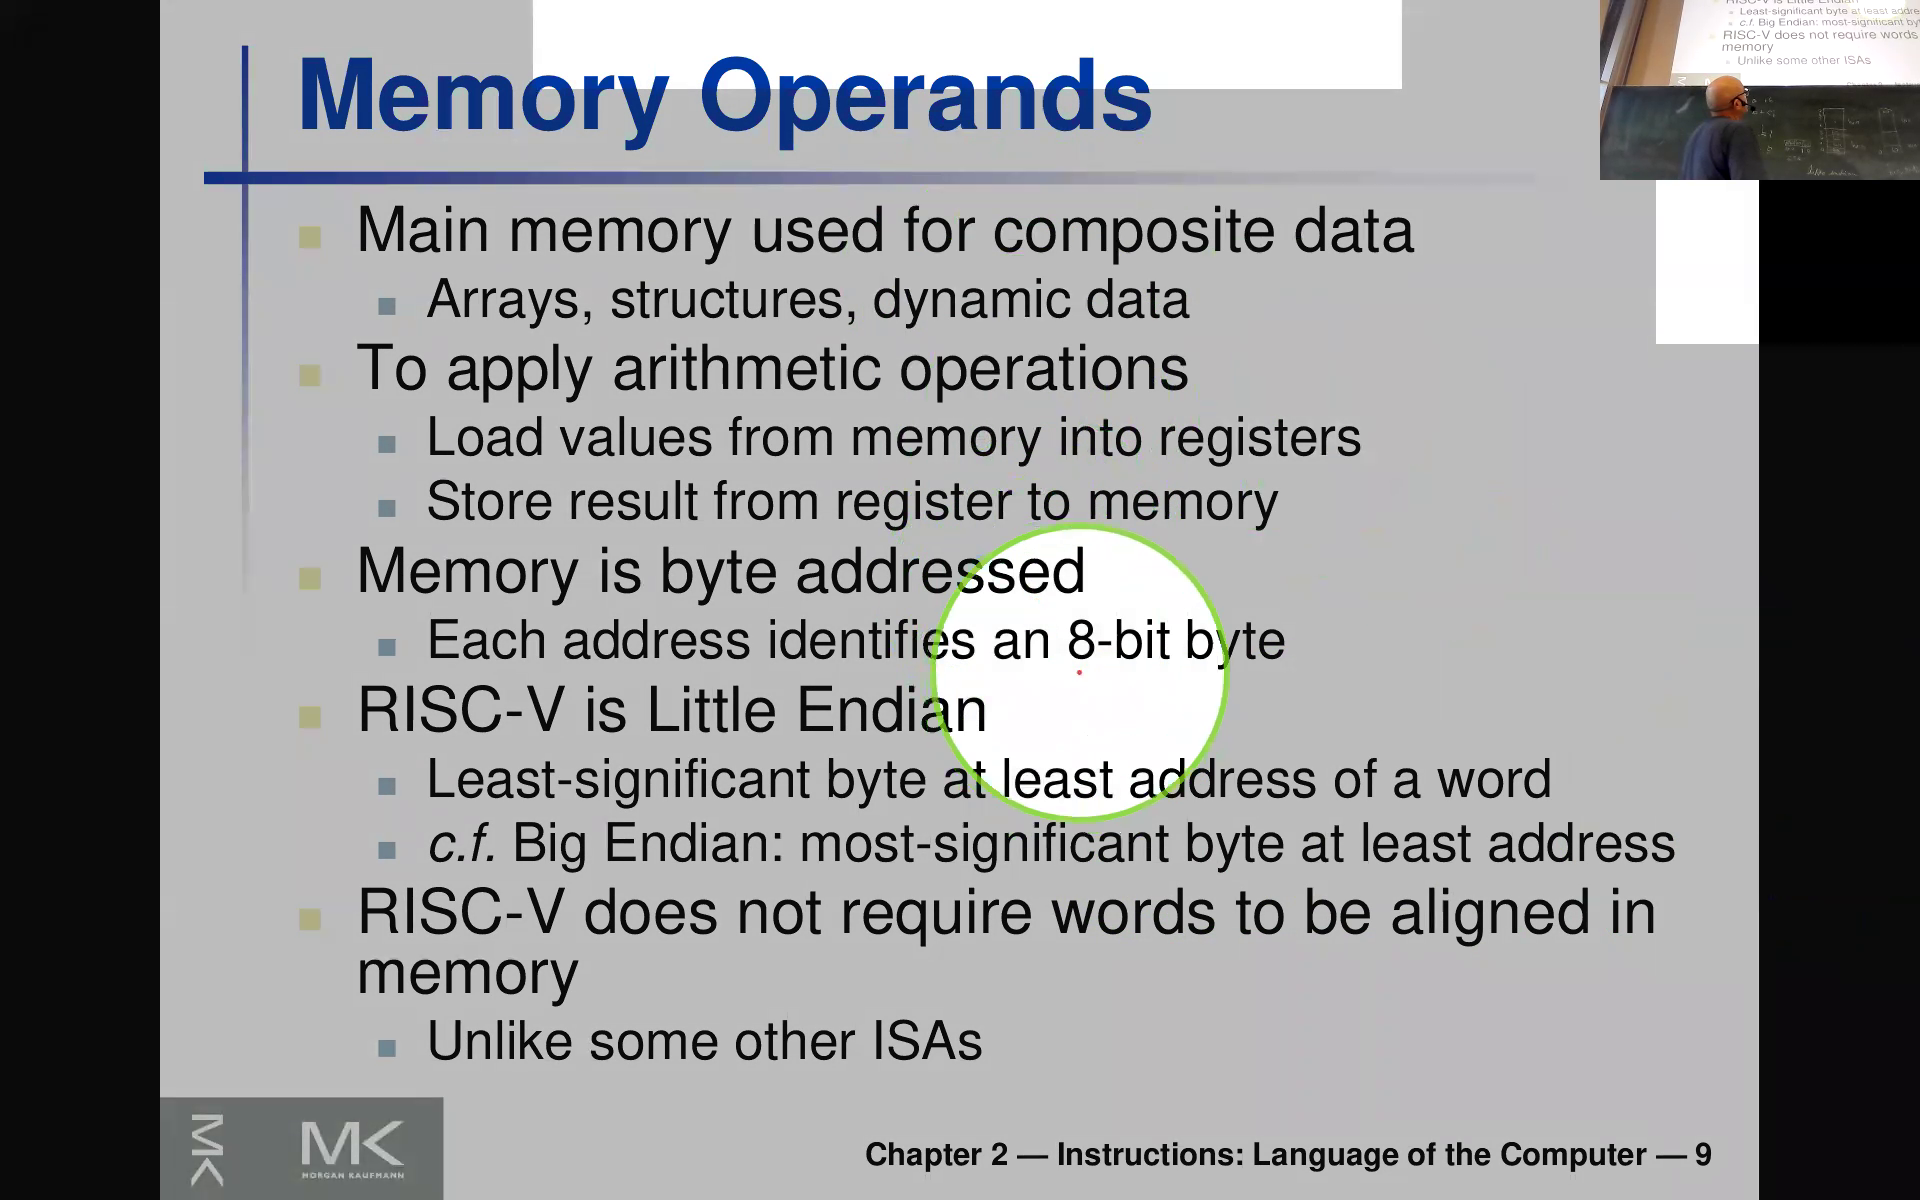 Memory Operands
Main memory used for composite data
Arrays, structures, dynamic data
To apply arithmetic operations
Load values from memory into registers
Store result from register to memory
Memory is byte addressed
Each address identifies an 8-bit byte
RISC-V is Little Endian
Least-significant byte at least address of a word
c.f. Big Endian: most-significant byte at least address
RISC-V does not require words to be aligned in
memory
Unlike some other ISAs
MK
MK
MORGAN KAUFMANN
Chapter 2 — Instructions: Language of the Computer — 9
Least-significant byte at least addre
c.f. Big Endian: most-significant by
RISC-V does not require words
memory
Unlike some other ISAs